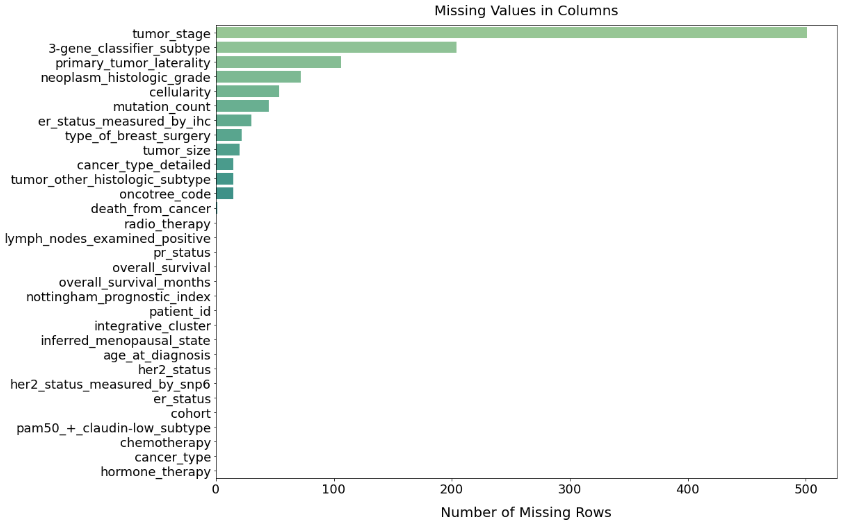 Missing Values in Columns
tumor_stage
3-gene_classifier_subtype
primary_tumor_laterality
neoplasm_histologic_grade
cellularity
mutation_count
er_status_measured_by_ihc
type_of_breast_surgery
tumor_size
cancer_type_detailed
tumor_other_histologic_subtype
oncotree_code
death_from_cancer
radio_therapy
lymph_nodes_examined_positive
pr_status
overall_survival
overall_survival_months
nottingham_prognostic_index
patient_id
integrative_cluster
inferred_menopausal_state
age_at_diagnosis
her2_status
her2_status_measured_by_snp6
er_status
cohort
pam50_+_claudin-low_subtype
chemotherapy
cancer_type
hormone_therapy
0 100 200 300 400 500
Number of Missing Rows